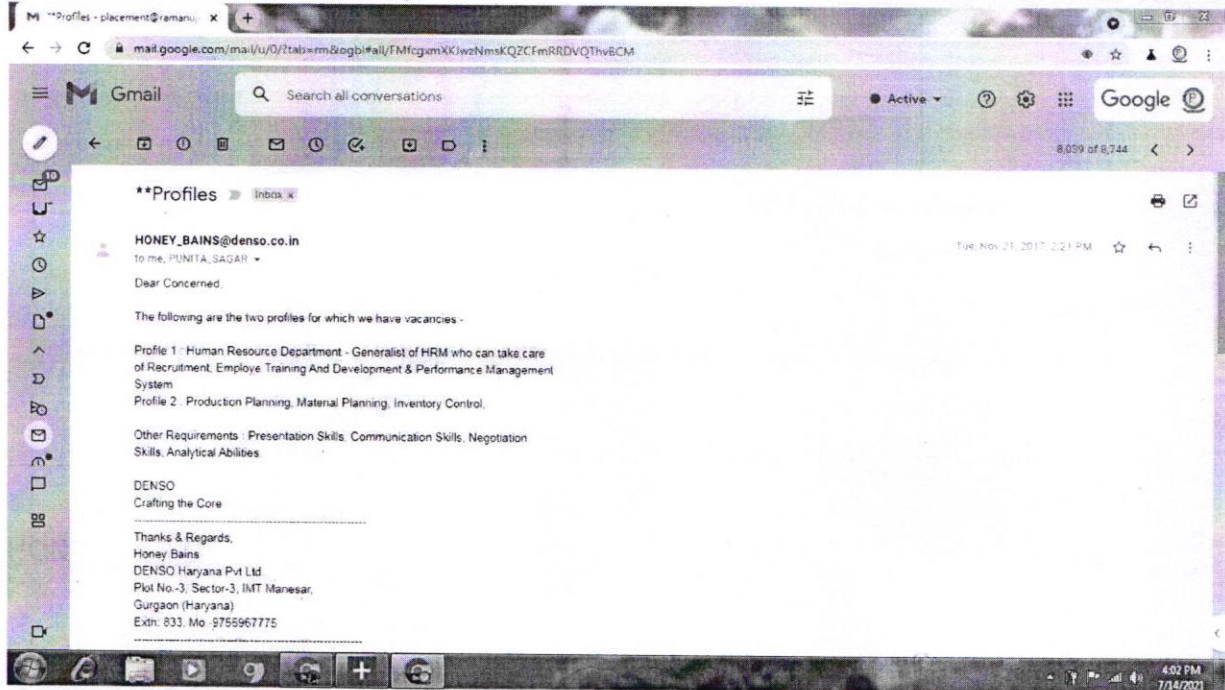 **Profiles - placement@ramanu
mail.google.com/mail/u/0/?tab=rm&ogbl#all/FMfcgxmXKJwzNmsKQZCFmRRDVQThvBCM
Gmail
Search all conversations
Active
Google
8,039 of 8,744
**Profiles
Inbox x
HONEY_BAINS@denso.co.in
Tue, Nov 21, 2017, 2:21 PM
to me, PUNITA_SAGAR
Dear Concerned,
The following are the two profiles for which we have vacancies -
Profile 1 : Human Resource Department - Generalist of HRM who can take care
of Recruitment, Employe Training And Development & Performance Management
System
Profile 2 : Production Planning, Material Planning, Inventory Control,
Other Requirements : Presentation Skills, Communication Skills, Negotiation
Skills, Analytical Abilities
DENSO
Crafting the Core
Thanks & Regards,
Honey Bains
DENSO Haryana Pvt Ltd
Plot No.-3, Sector-3, IMT Manesar,
Gurgaon (Haryana)
Extn: 833, Mo -9755967775
4:02 PM
7/14/2021